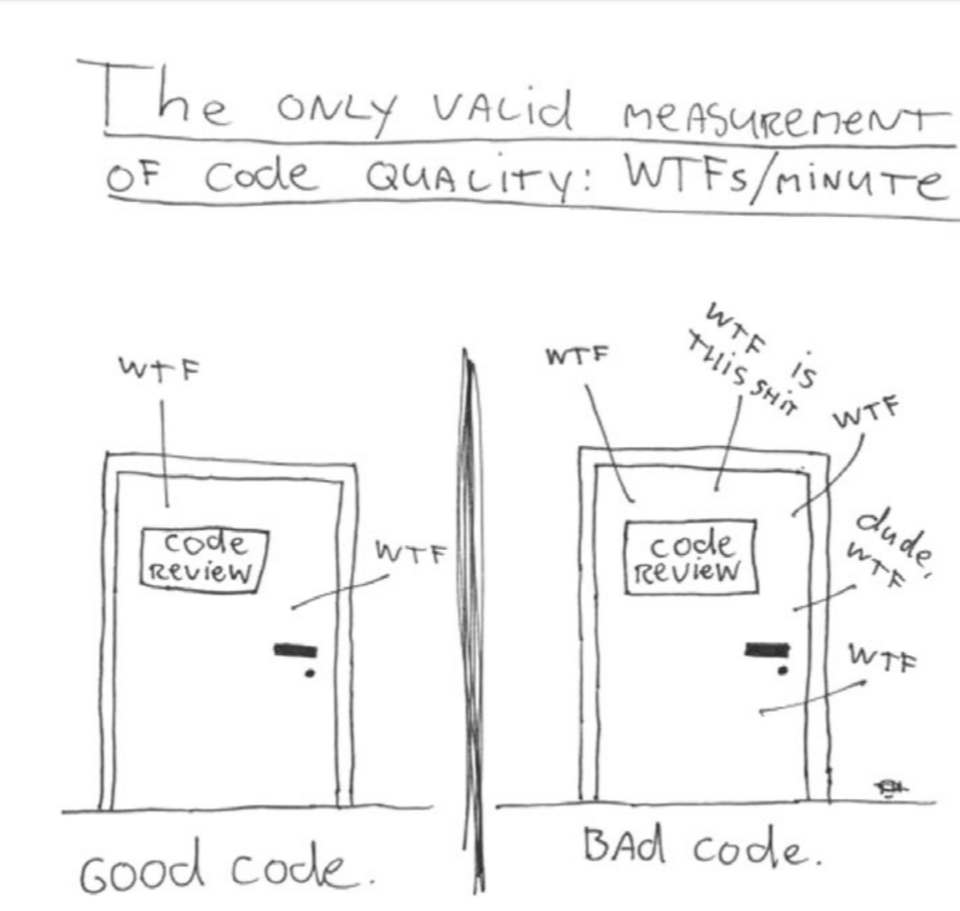 The ONLY VALid meASUREMENT
OF code QUALITY: WTFs/MINUTE
WTF
code
REVIEW
WTF
GOOD code.
WTF
WTF is
THIS SHIT
WTF
code
REVIEW
dude,
WTF
WTF
BAd code.